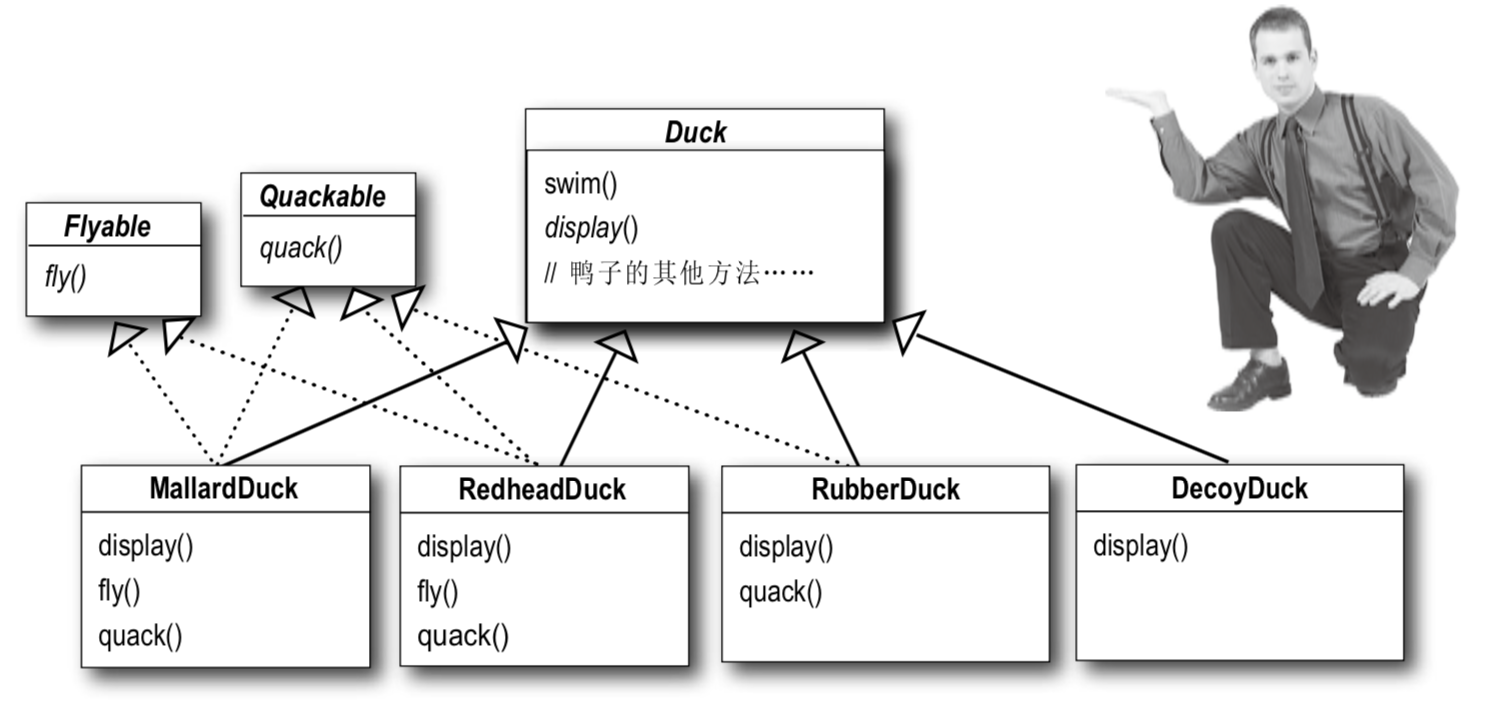 Duck
swim()
display()
// 鸭子的其他方法……
Quackable
quack()
Flyable
fly()
MallardDuck
display()
fly()
quack()
RedheadDuck
display()
fly()
quack()
RubberDuck
display()
quack()
DecoyDuck
display()